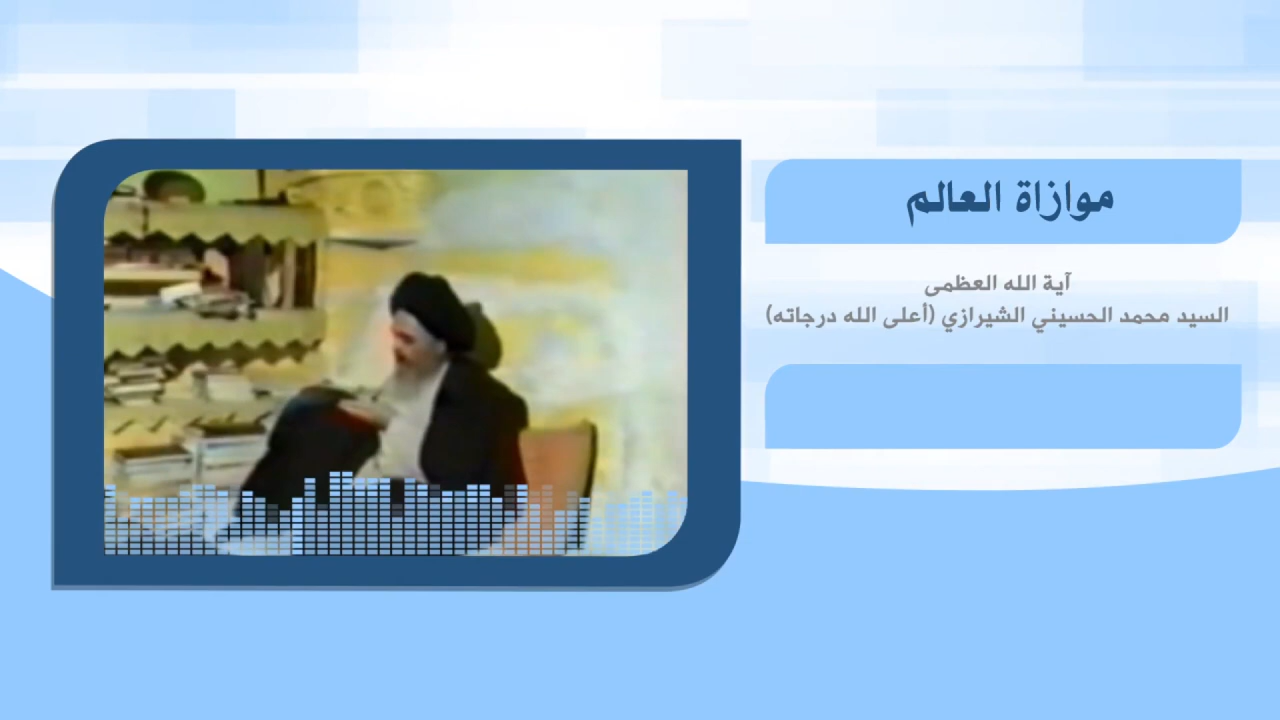 موازاة العالم
آية الله العظمى
السيد محمد الحسيني الشيرازي (أعلى الله درجاته)